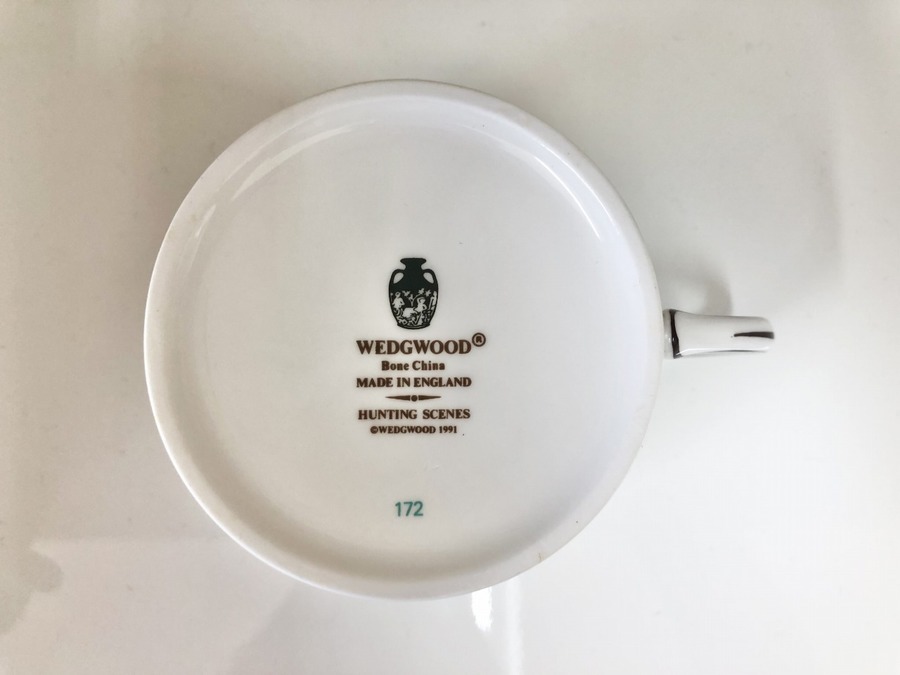 WEDGWOOD®
Bone China
MADE IN ENGLAND
HUNTING SCENES
©WEDGWOOD 1991
172